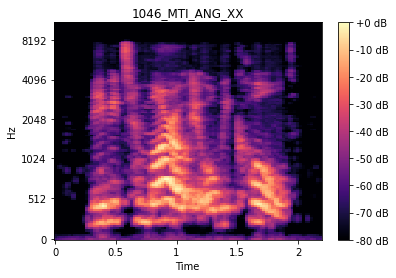 1046_MTI_ANG_XX
+0 dB
8192
-10 dB
4096
-20 dB
-30 dB
2048
Hz
-40 dB
1024
-50 dB
512
-60 dB
-70 dB
0
-80 dB
0
0.5
1
1.5
2
Time